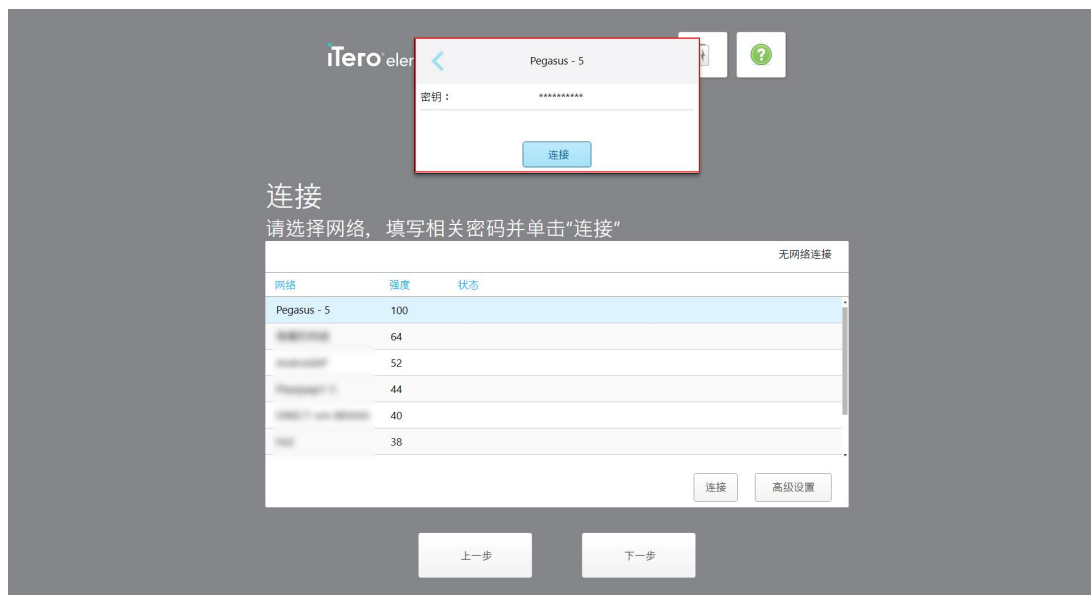 iTero eler
Pegasus - 5
密钥： **********
连接
连接
请选择网络，填写相关密码并单击“连接”
无网络连接
网络 强度 状态
Pegasus - 5 100
64
52
44
40
38
连接 高级设置
上一步 下一步